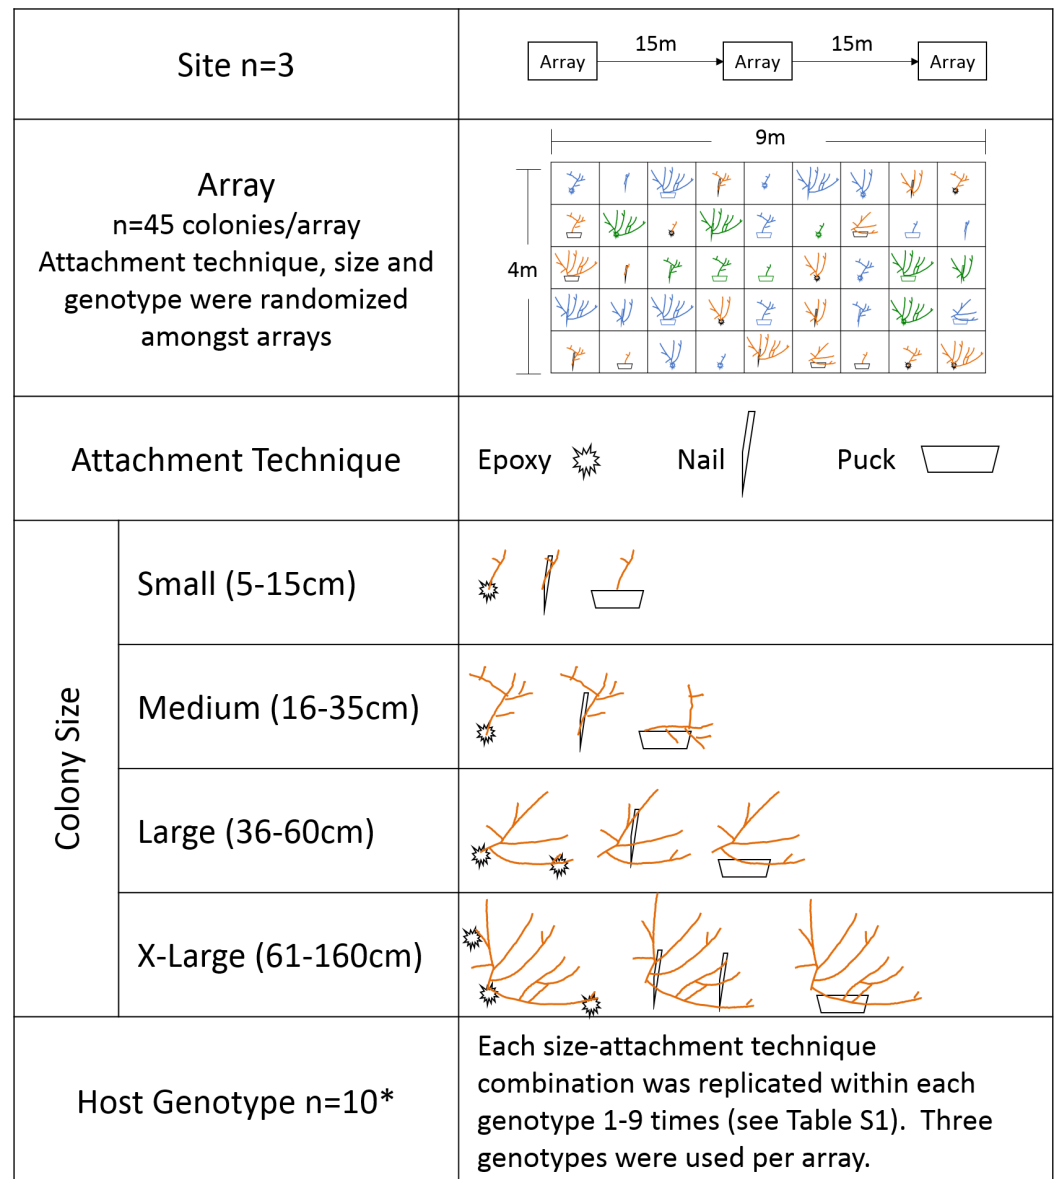 Site n=3
15m
15m
Array
Array
Array
Array
n=45 colonies/array
Attachment technique, size and
genotype were randomized
amongst arrays
9m
4m
Attachment Technique
Epoxy
Nail
Puck
Colony Size
Small (5-15cm)
Medium (16-35cm)
Large (36-60cm)
X-Large (61-160cm)
Host Genotype n=10*
Each size-attachment technique
combination was replicated within each
genotype 1-9 times (see Table S1).  Three
genotypes were used per array.